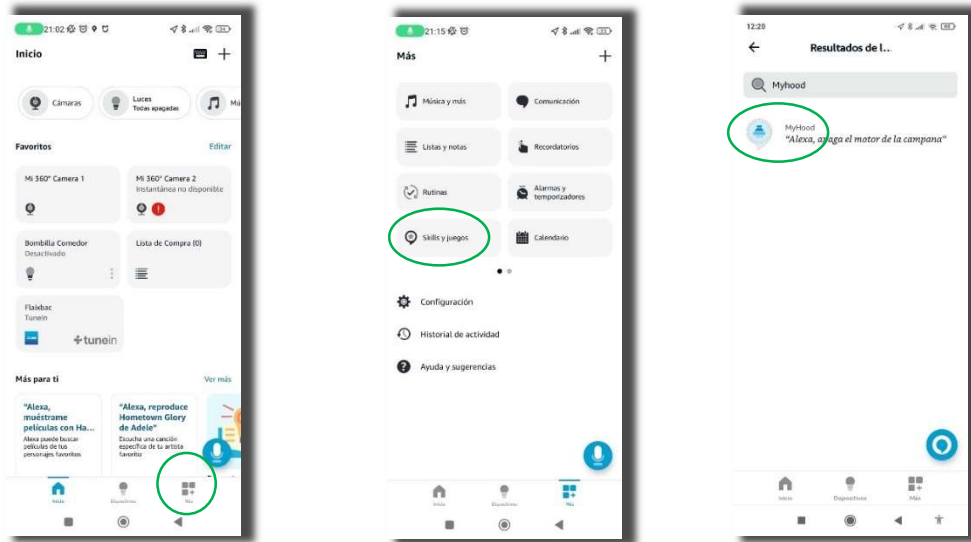 21:02
Inicio
Cámaras
Luces
Todas apagadas
Mú
Favoritos
Editar
Mi 360° Camera 1
Mi 360° Camera 2
Instantánea no disponible
Bombilla Comedor
Desactivado
Lista de Compra (0)
Flaixbac
TuneIn
tunein
Más para ti
Ver más
"Alexa,
muéstrame
películas con Ha...
Alexa puede buscar
películas de tus
personajes favoritos
"Alexa, reproduce
Hometown Glory
de Adele"
Escucha una canción
específica de tu artista
favorito
Inicio
Dispositivos
Más
21:15
Más
Música y más
Comunicación
Listas y notas
Recordatorios
Rutinas
Alarmas y
temporizadores
Skills y juegos
Calendario
Configuración
Historial de actividad
Ayuda y sugerencias
Inicio
Dispositivos
Más
12:20
Resultados de l...
Myhood
MyHood
"Alexa, apaga el motor de la campana"
Inicio
Dispositivos
Más